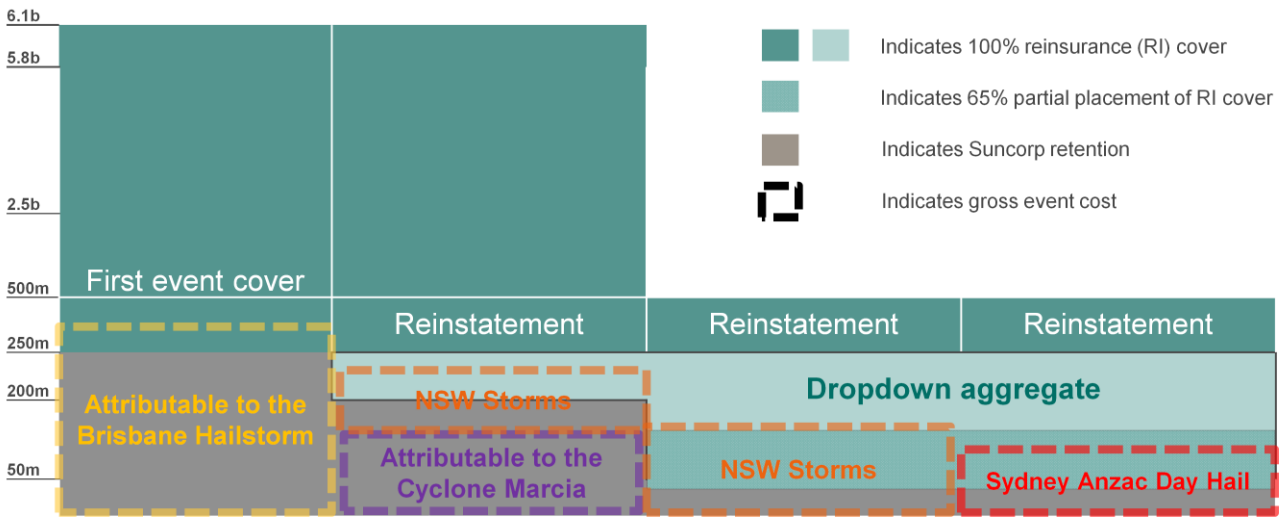 6.1b
5.8b
2.5b
500m
250m
200m
50m
Indicates 100% reinsurance (RI) cover
Indicates 65% partial placement of RI cover
Indicates Suncorp retention
Indicates gross event cost
First event cover
Reinstatement
Reinstatement
Reinstatement
Dropdown aggregate
Attributable to the
Brisbane Hailstorm
NSW Storms
Attributable to the
Cyclone Marcia
NSW Storms
Sydney Anzac Day Hail